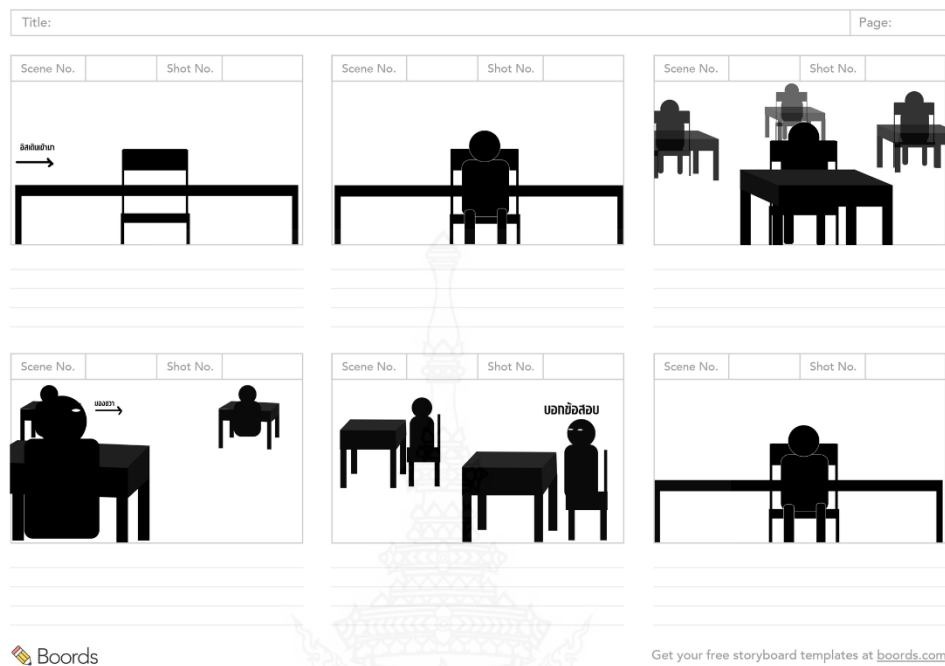 Title:
Page:
Scene No. Shot No.
Scene No. Shot No.
Scene No. Shot No.
อิสเดินเข้ามา
Scene No. Shot No.
Scene No. Shot No.
Scene No. Shot No.
มองขวา
บอกข้อสอบ
Boords
Get your free storyboard templates at boords.com